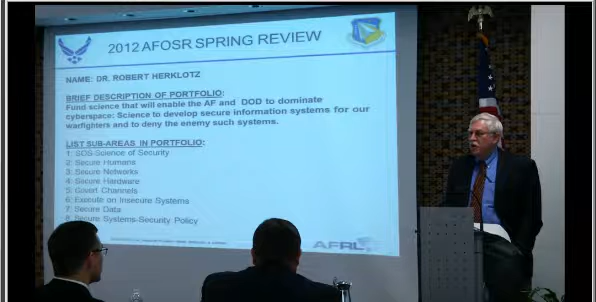 2012 AFOSR SPRING REVIEW
NAME: DR. ROBERT HERKLOTZ
BRIEF DESCRIPTION OF PORTFOLIO:
Fund science that will enable the AF and DOD to dominate
cyberspace: Science to develop secure information systems for our
warfighters and to deny the enemy such systems.
LIST SUB-AREAS IN PORTFOLIO:
1: SOS-Science of Security
2: Secure Humans
3: Secure Networks
4: Secure Hardware
5: Covert Channels
6: Execute on Insecure Systems
7: Secure Data
8: Secure Systems-Security Policy
AFRL